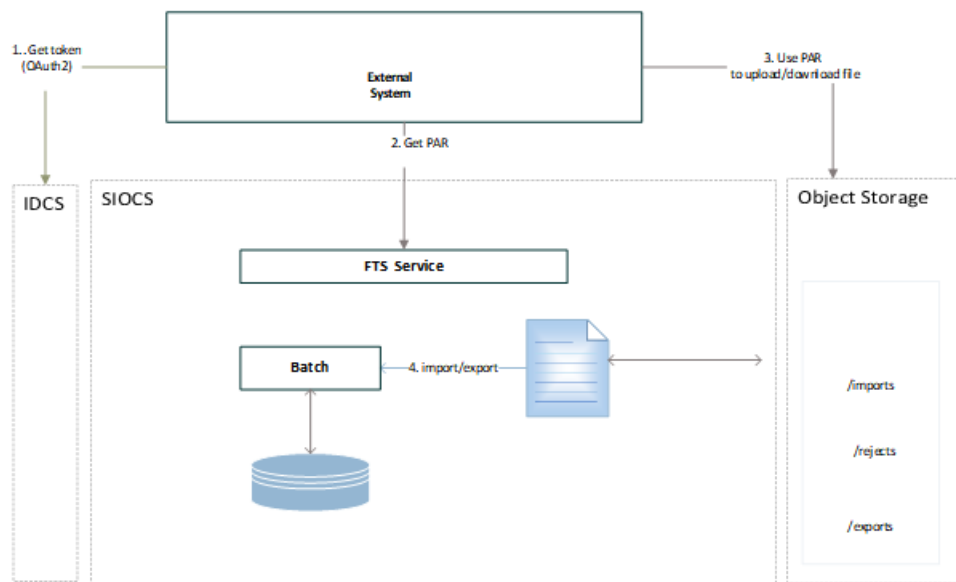 1..Get token
(OAuth2)
External
System
3. Use PAR
to upload/download file
2. Get PAR
IDCS
SIOCS
Object Storage
FTS Service
Batch
4. import/export
/imports
/rejects
/exports